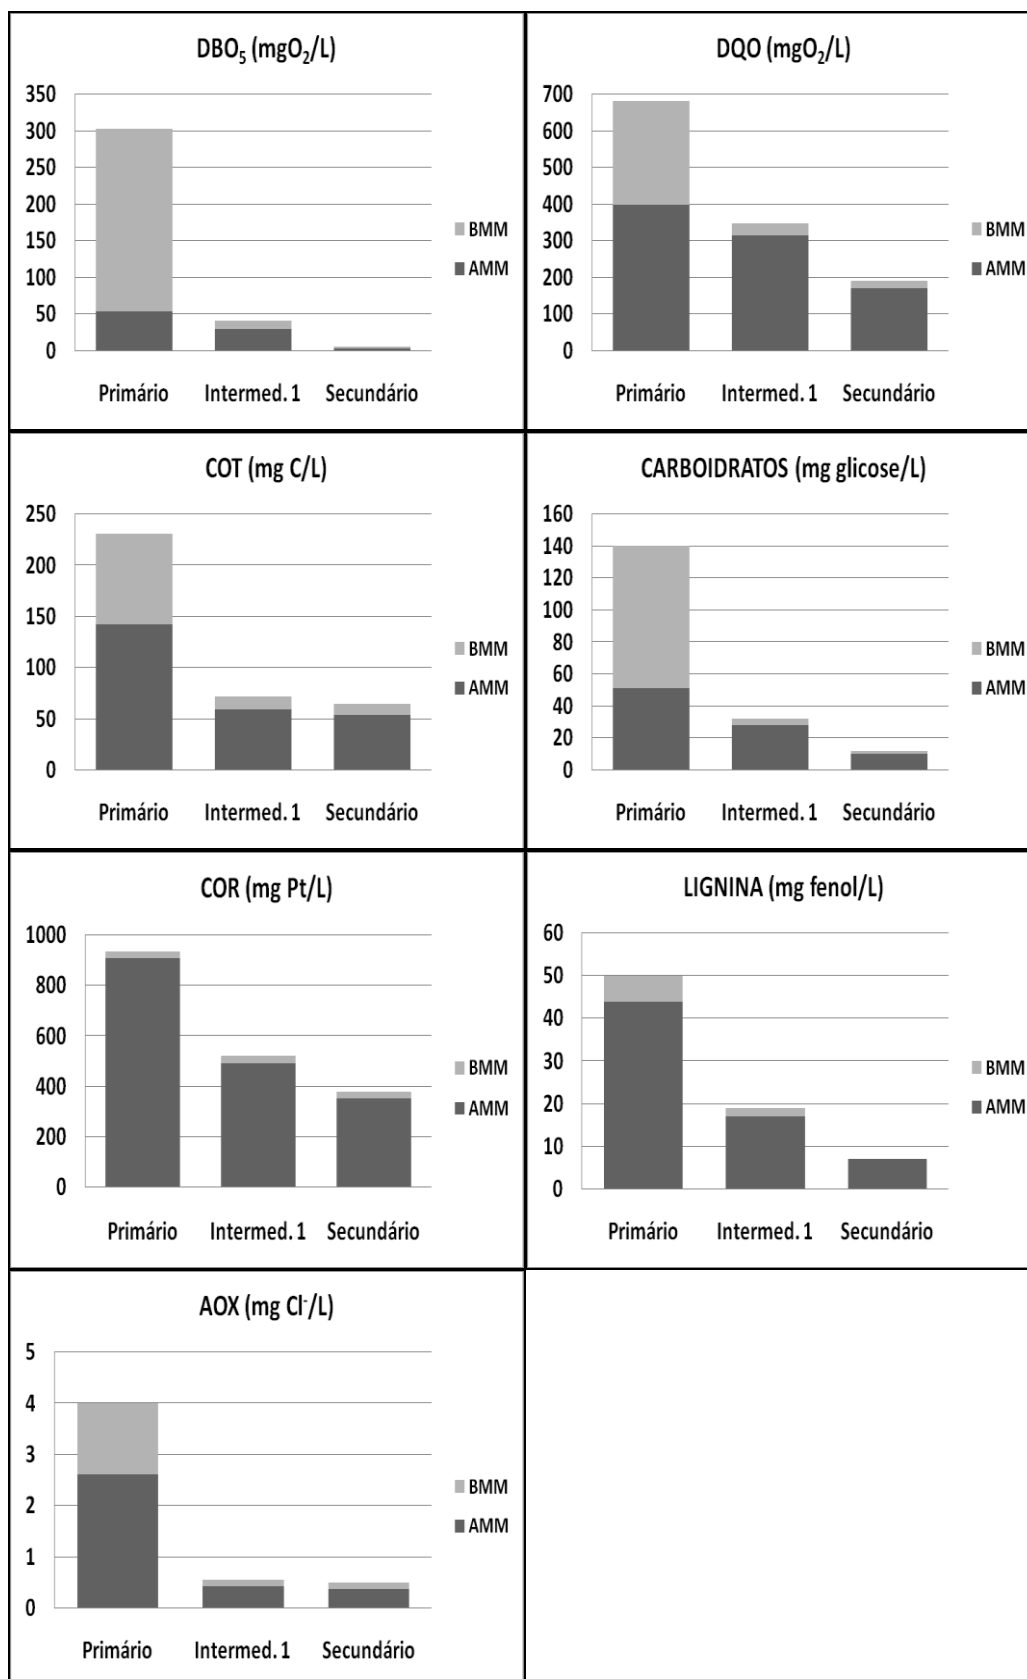 DBO₅ (mgO₂/L)
350
300
250
200
150
100
50
0
BMM
AMM
Primário Intermed. 1 Secundário
DQO (mgO₂/L)
700
600
500
400
300
200
100
0
BMM
AMM
Primário Intermed. 1 Secundário
COT (mg C/L)
250
200
150
100
50
0
BMM
AMM
Primário Intermed. 1 Secundário
CARBOIDRATOS (mg glicose/L)
160
140
120
100
80
60
40
20
0
BMM
AMM
Primário Intermed. 1 Secundário
COR (mg Pt/L)
1000
800
600
400
200
0
BMM
AMM
Primário Intermed. 1 Secundário
LIGNINA (mg fenol/L)
60
50
40
30
20
10
0
BMM
AMM
Primário Intermed. 1 Secundário
AOX (mg Cl⁻/L)
5
4
3
2
1
0
BMM
AMM
Primário Intermed. 1 Secundário